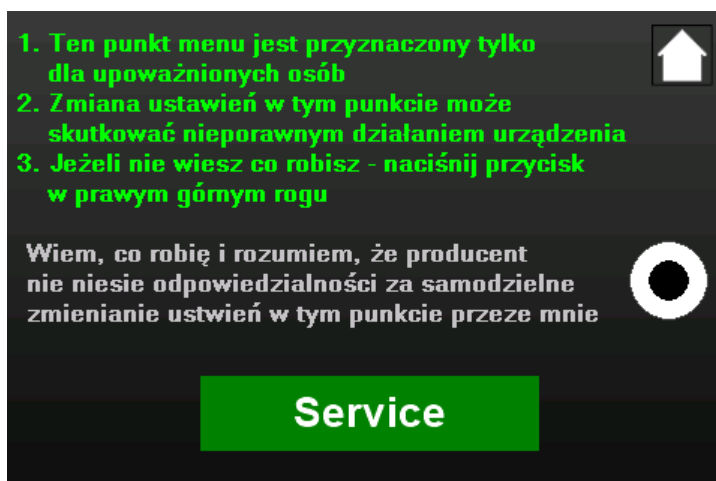 1. Ten punkt menu jest przyznaczony tylko
dla upoważnionych osób
2. Zmiana ustawień w tym punkcie może
skutkować nieporawnym działaniem urządzenia
3. Jeżeli nie wiesz co robisz - naciśnij przycisk
w prawym górnym rogu
Wiem, co robię i rozumiem, że producent
nie niesie odpowiedzialności za samodzielne
zmienianie ustwień w tym punkcie przeze mnie
Service